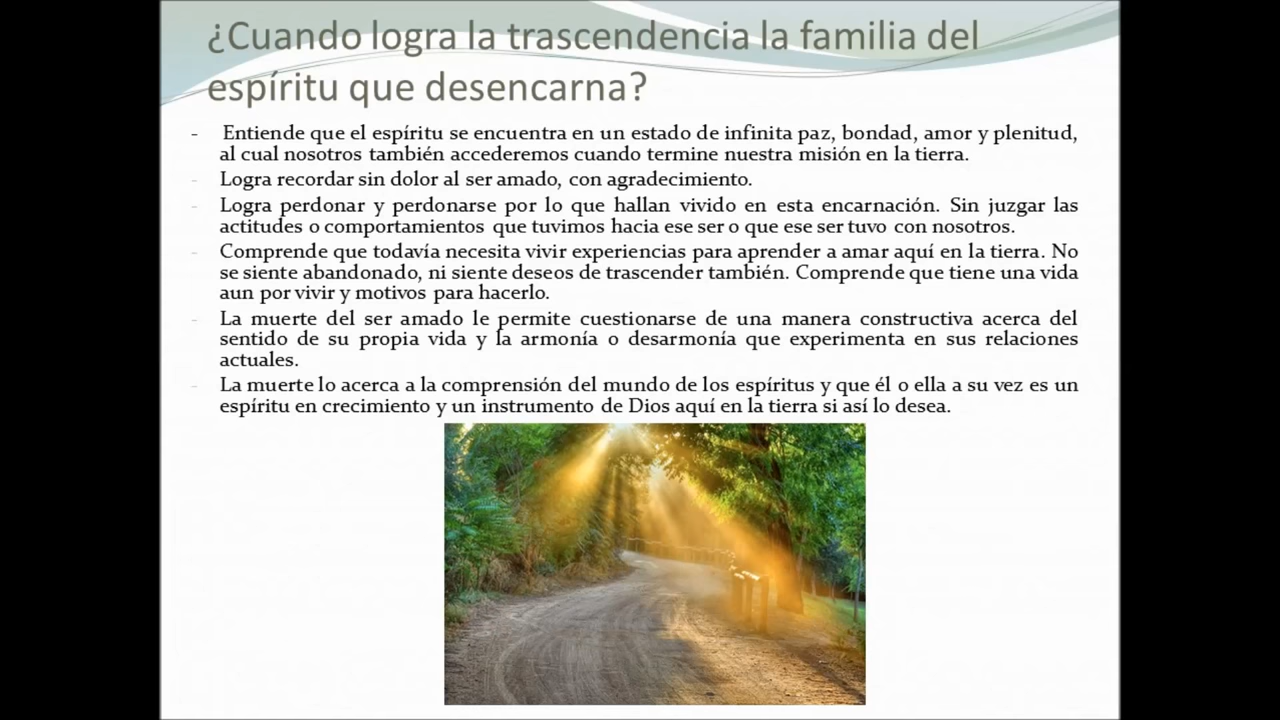 ¿Cuando logra la trascendencia la familia del
espíritu que desencarna?
- Entiende que el espíritu se encuentra en un estado de infinita paz, bondad, amor y plenitud,
al cual nosotros también accederemos cuando termine nuestra misión en la tierra.
- Logra recordar sin dolor al ser amado, con agradecimiento.
- Logra perdonar y perdonarse por lo que hallan vivido en esta encarnación. Sin juzgar las
actitudes o comportamientos que tuvimos hacia ese ser o que ese ser tuvo con nosotros.
- Comprende que todavía necesita vivir experiencias para aprender a amar aquí en la tierra. No
se siente abandonado, ni siente deseos de trascender también. Comprende que tiene una vida
aun por vivir y motivos para hacerlo.
- La muerte del ser amado le permite cuestionarse de una manera constructiva acerca del
sentido de su propia vida y la armonía o desarmonía que experimenta en sus relaciones
actuales.
- La muerte lo acerca a la comprensión del mundo de los espíritus y que él o ella a su vez es un
espíritu en crecimiento y un instrumento de Dios aquí en la tierra si así lo desea.